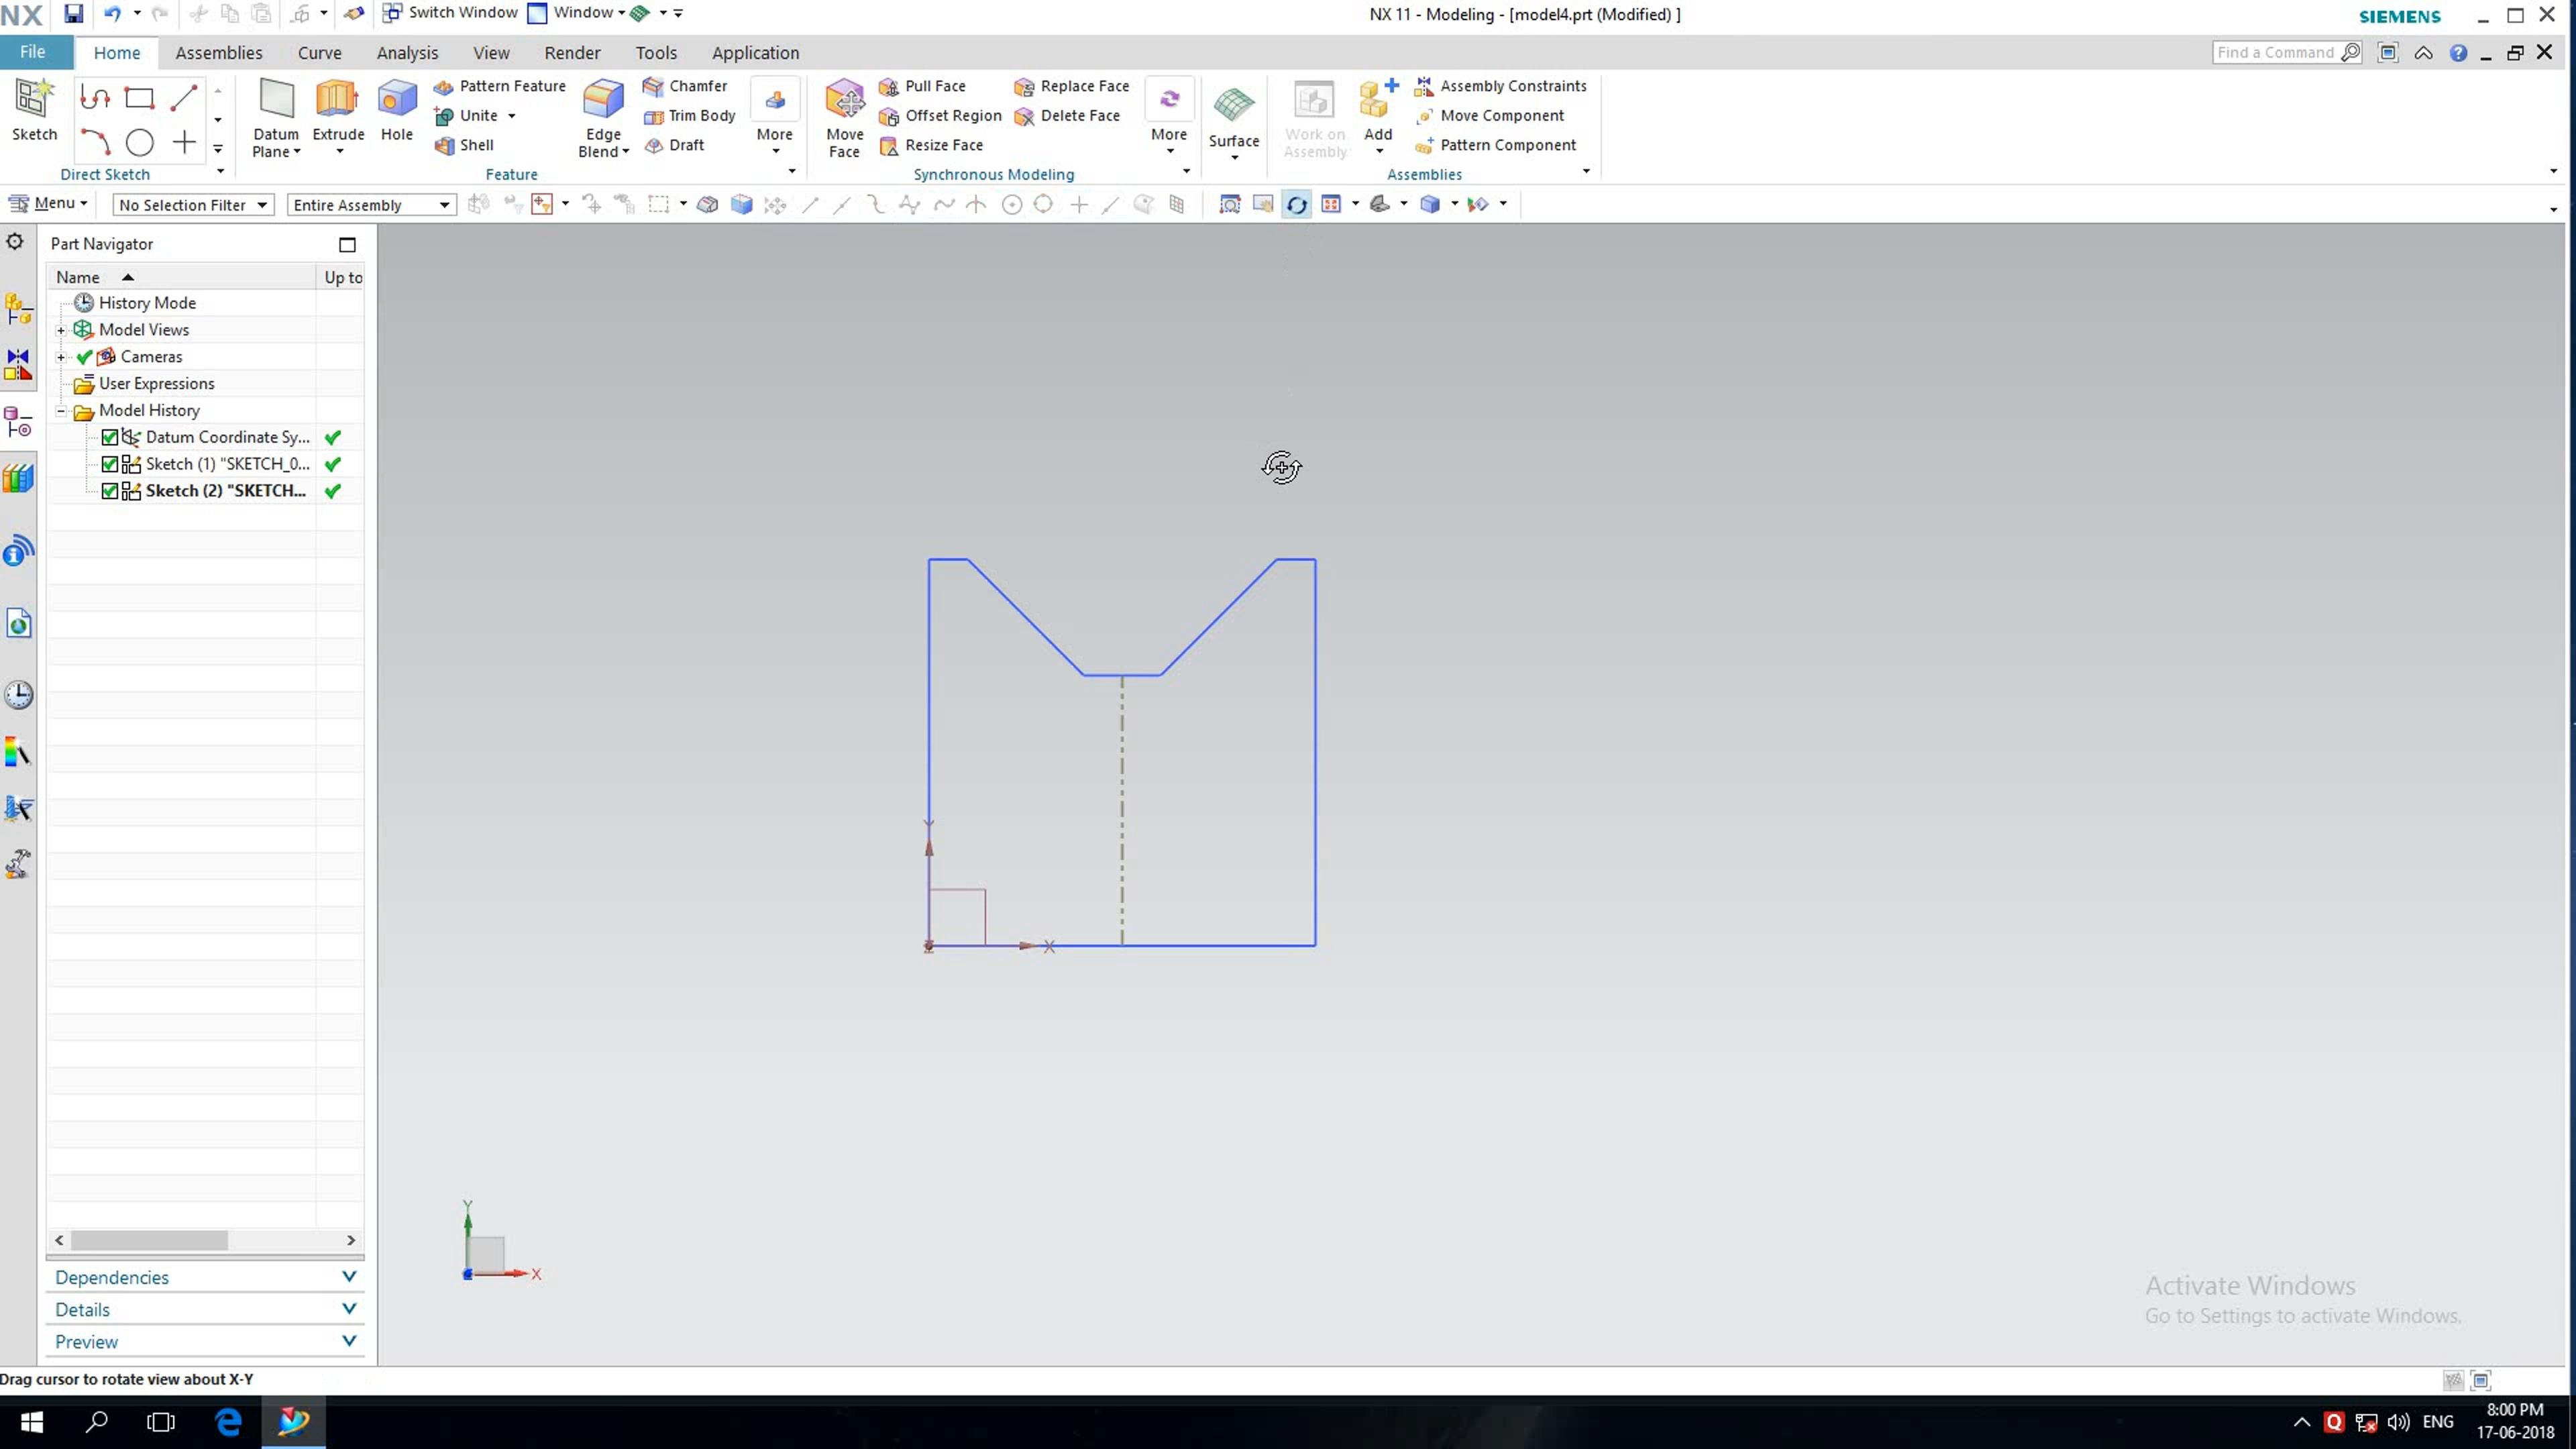 NX
Switch Window
Window
NX 11 - Modeling - [model4.prt (Modified) ]
SIEMENS
File
Home
Assemblies
Curve
Analysis
View
Render
Tools
Application
Find a Command
Sketch
Direct Sketch
Datum
Plane
Extrude
Hole
Pattern Feature
Unite
Shell
Edge
Blend
Chamfer
Trim Body
Draft
More
Feature
Move
Face
Pull Face
Offset Region
Resize Face
Replace Face
Delete Face
More
Synchronous Modeling
Surface
Work on
Assembly
Add
Assembly Constraints
Move Component
Pattern Component
Assemblies
Menu
No Selection Filter
Entire Assembly
Part Navigator
Name
Up to
History Mode
Model Views
Cameras
User Expressions
Model History
Datum Coordinate Sy...
Sketch (1) "SKETCH_0...
Sketch (2) "SKETCH...
Y
Z
X
Y
X
Dependencies
Details
Preview
Activate Windows
Go to Settings to activate Windows.
Drag cursor to rotate view about X-Y
ENG
8:00 PM
17-06-2018